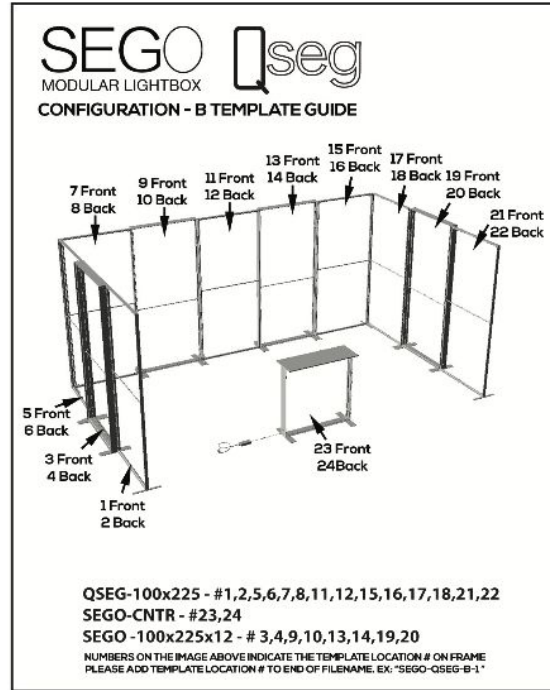 SEGO Qseg
MODULAR LIGHTBOX
CONFIGURATION - B TEMPLATE GUIDE
15 Front
16 Back
13 Front
14 Back
17 Front
18 Back
11 Front
12 Back
9 Front
10 Back
19 Front
20 Back
7 Front
8 Back
21 Front
22 Back
5 Front
6 Back
3 Front
4 Back
23 Front
24Back
1 Front
2 Back
QSEG-100x225 - #1,2,5,6,7,8,11,12,15,16,17,18,21,22
SEGO-CNTR - #23,24
SEGO -100x225x12 - # 3,4,9,10,13,14,19,20
NUMBERS ON THE IMAGE ABOVE INDICATE THE TEMPLATE LOCATION # ON FRAME
PLEASE ADD TEMPLATE LOCATION # TO END OF FILENAME. EX: "SEGO-QSEG-B-1"